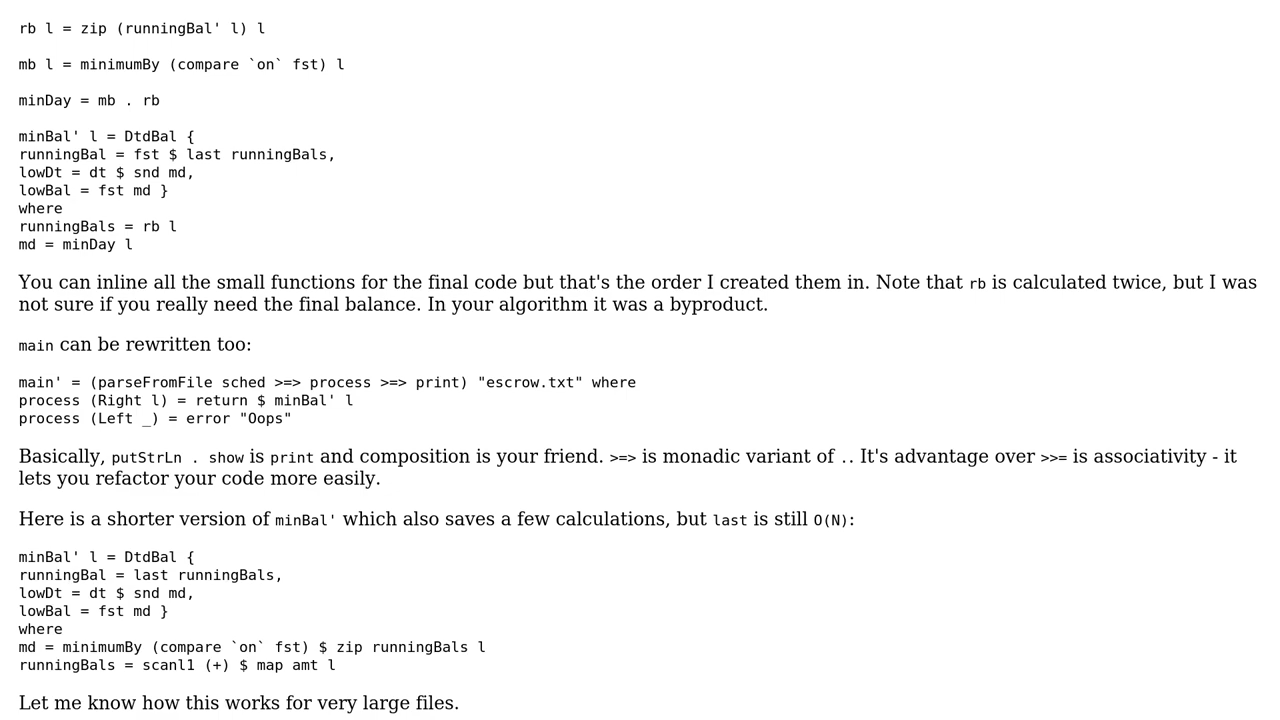 rb l = zip (runningBal' l) l
mb l = minimumBy (compare `on` fst) l
minDay = mb . rb
minBal' l = DtdBal {
runningBal = fst $ last runningBals,
lowDt = dt $ snd md,
lowBal = fst md }
where
runningBals = rb l
md = minDay l
You can inline all the small functions for the final code but that's the order I created them in. Note that rb is calculated twice, but I was
not sure if you really need the final balance. In your algorithm it was a byproduct.
main can be rewritten too:
main' = (parseFromFile sched >=> process >=> print) "escrow.txt" where
process (Right l) = return $ minBal' l
process (Left _) = error "Oops"
Basically, putStrLn . show is print and composition is your friend. >=> is monadic variant of .. It's advantage over >>= is associativity - it
lets you refactor your code more easily.
Here is a shorter version of minBal' which also saves a few calculations, but last is still O(N):
minBal' l = DtdBal {
runningBal = last runningBals,
lowDt = dt $ snd md,
lowBal = fst md }
where
md = minimumBy (compare `on` fst) $ zip runningBals l
runningBals = scanl1 (+) $ map amt l
Let me know how this works for very large files.